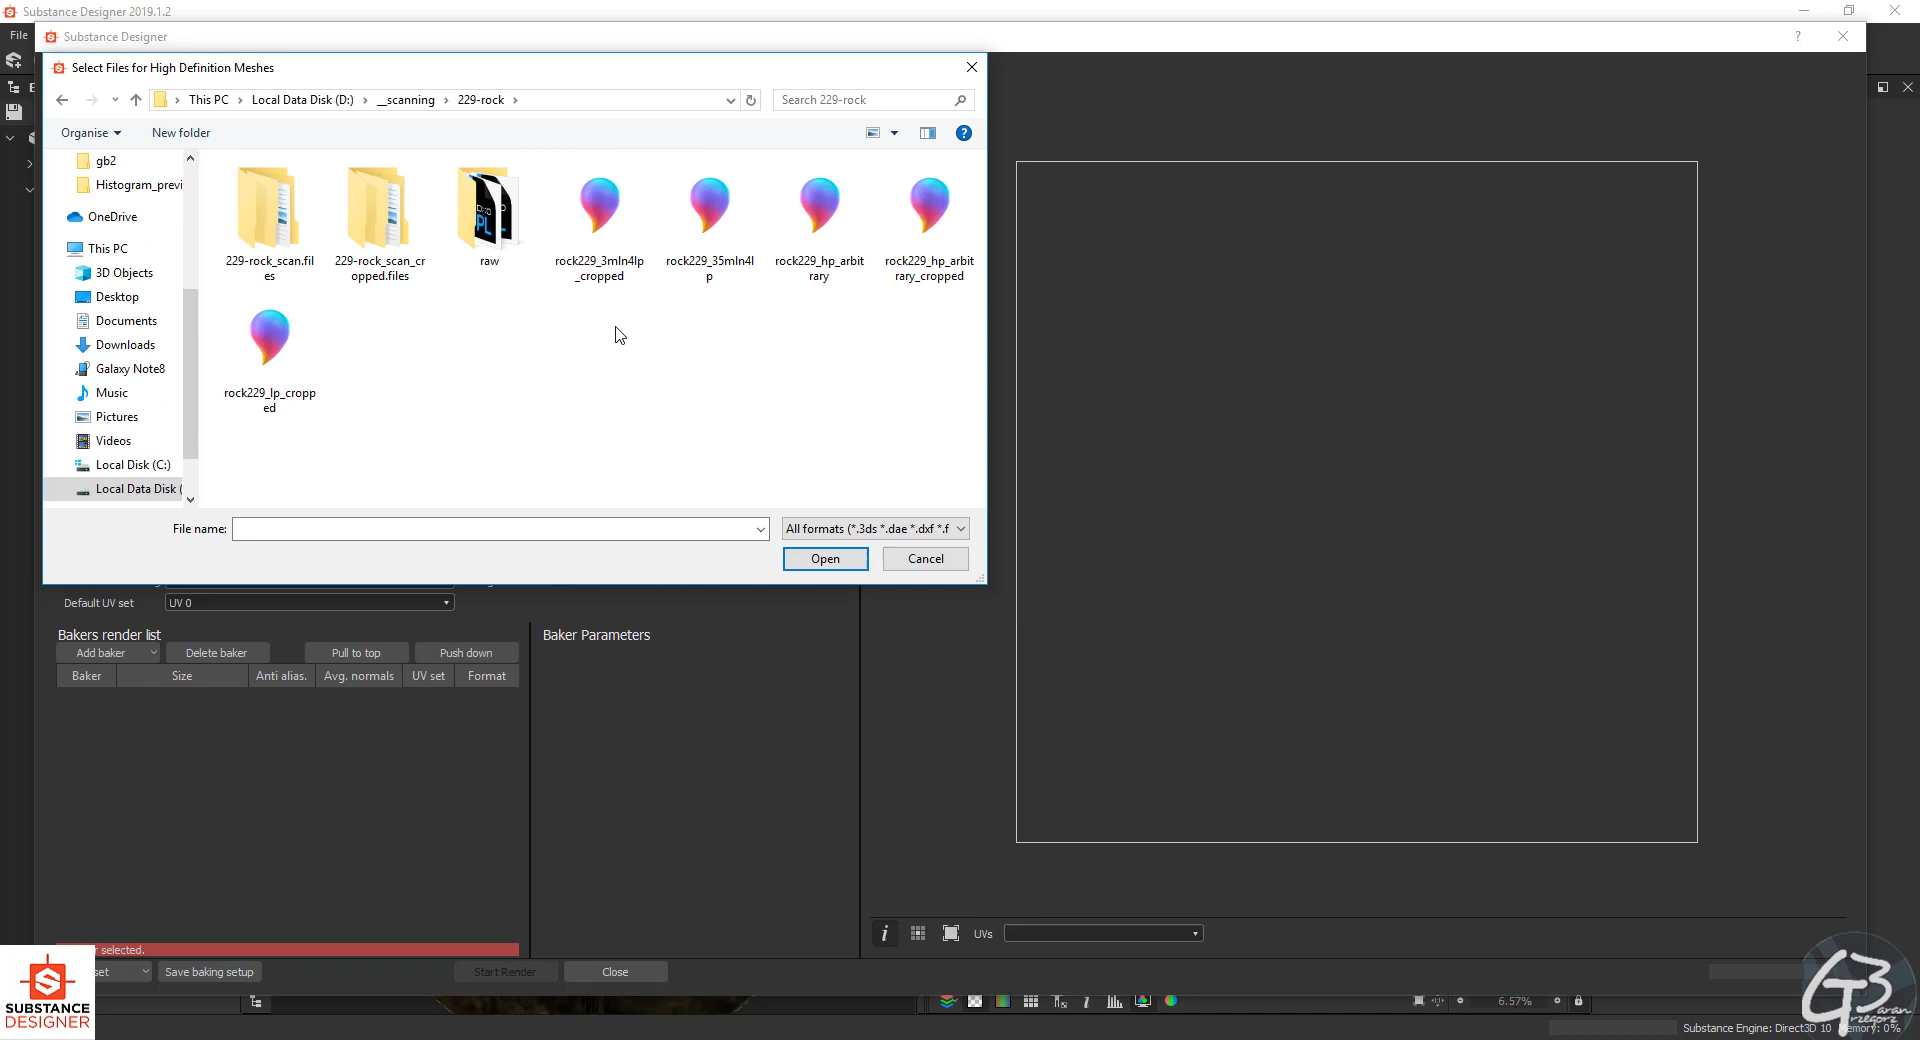 Substance Designer 2019.1.2
File
Substance Designer
Select Files for High Definition Meshes
This PC
Local Data Disk (D:)
__scanning
229-rock
Search 229-rock
Organise
New folder
gb2
Histogram_previ
OneDrive
This PC
3D Objects
Desktop
Documents
Downloads
Galaxy Note8
Music
Pictures
Videos
Local Disk (C:)
Local Data Disk (
229-rock_scan.fil
es
229-rock_scan_cr
opped.files
raw
rock229_3mln4lp
_cropped
rock229_35mln4l
p
rock229_hp_arbit
rary
rock229_hp_arbit
rary_cropped
rock229_lp_cropp
ed
File name:
All formats (*.3ds *.dae *.dxf *.f
Open
Cancel
Default UV set
UV 0
Bakers render list
Add baker
Delete baker
Pull to top
Push down
Baker
Size
Anti alias.
Avg. normals
UV set
Format
Baker Parameters
r selected.
set
Save baking setup
Start Render
Close
UVs
6.57%
Substance Engine: Direct3D 10 Memory: 0%
SUBSTANCE
DESIGNER